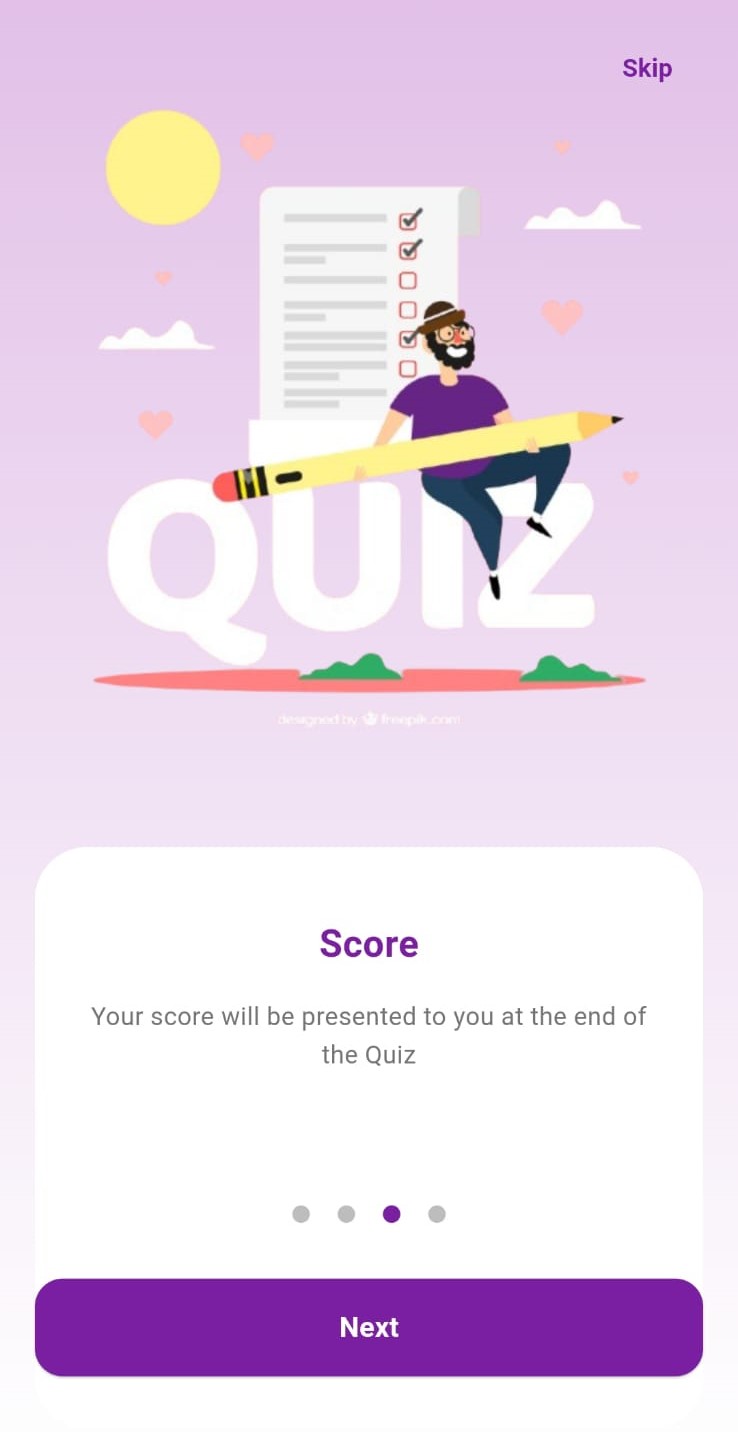 Skip
QUIZ
designed by freepik.com
Score
Your score will be presented to you at the end of
the Quiz
Next